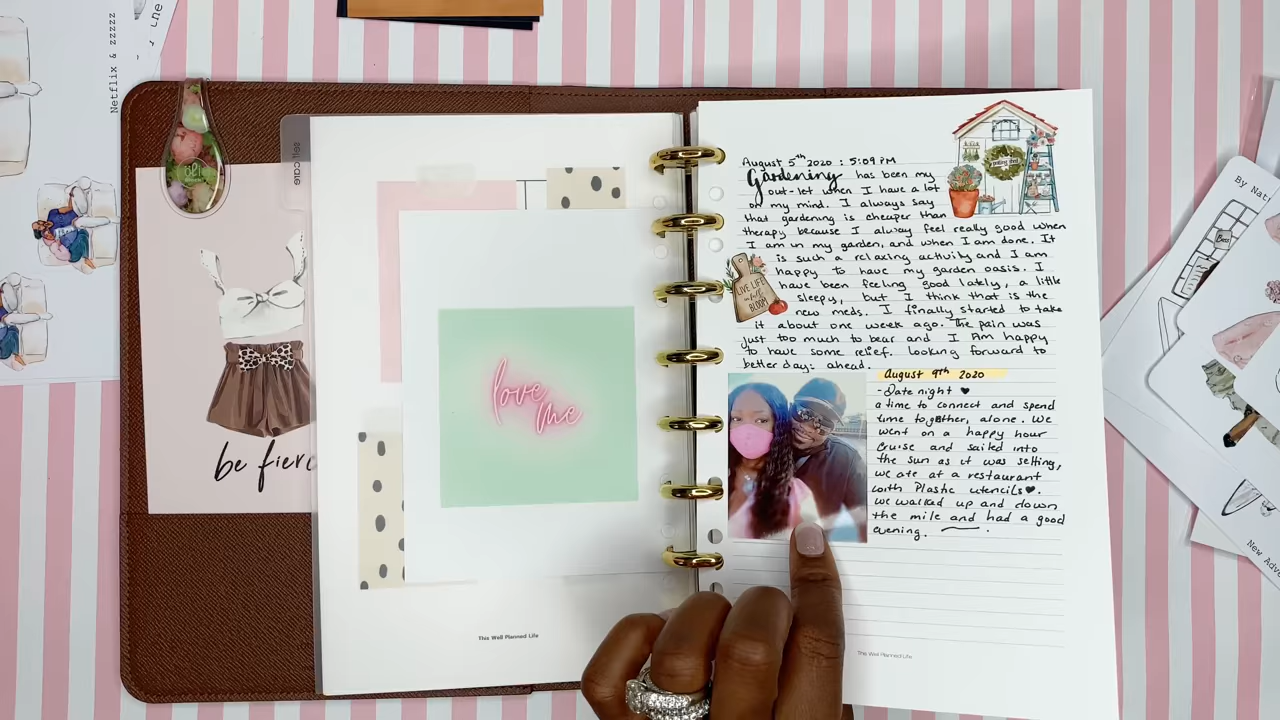 Netflix & zzzzz
self care
be fierc
love
me
This Well Planned Life
August 5th 2020 : 5:09 PM
Gardening has been my
out-let when I have a lot
on my mind. I always say
that gardening is cheaper than
therapy because I alway feel really good when
I am in my garden, and when I am done. It
is such a relaxing activity and I am
happy to have my garden oasis. I
have been feeling good lately, a little
sleepy, but I think that is the
new meds. I finally started to take
it about one week ago. The pain was
just too much to bear and I Am happy
to have some relief. Looking forward to
better days ahead.
LIVE LIFE
in full
BLOOM
August 9th 2020
- Date night ♥
a time to connect and spend
time together, alone. We
went on a happy hour
cruise and sailed into
the sun as it was setting,
we ate at a restaurant
with Plastic utencils ♥.
we walked up and down
the mile and had a good
evening.
This Well Planned Life
By Nat
New Adv